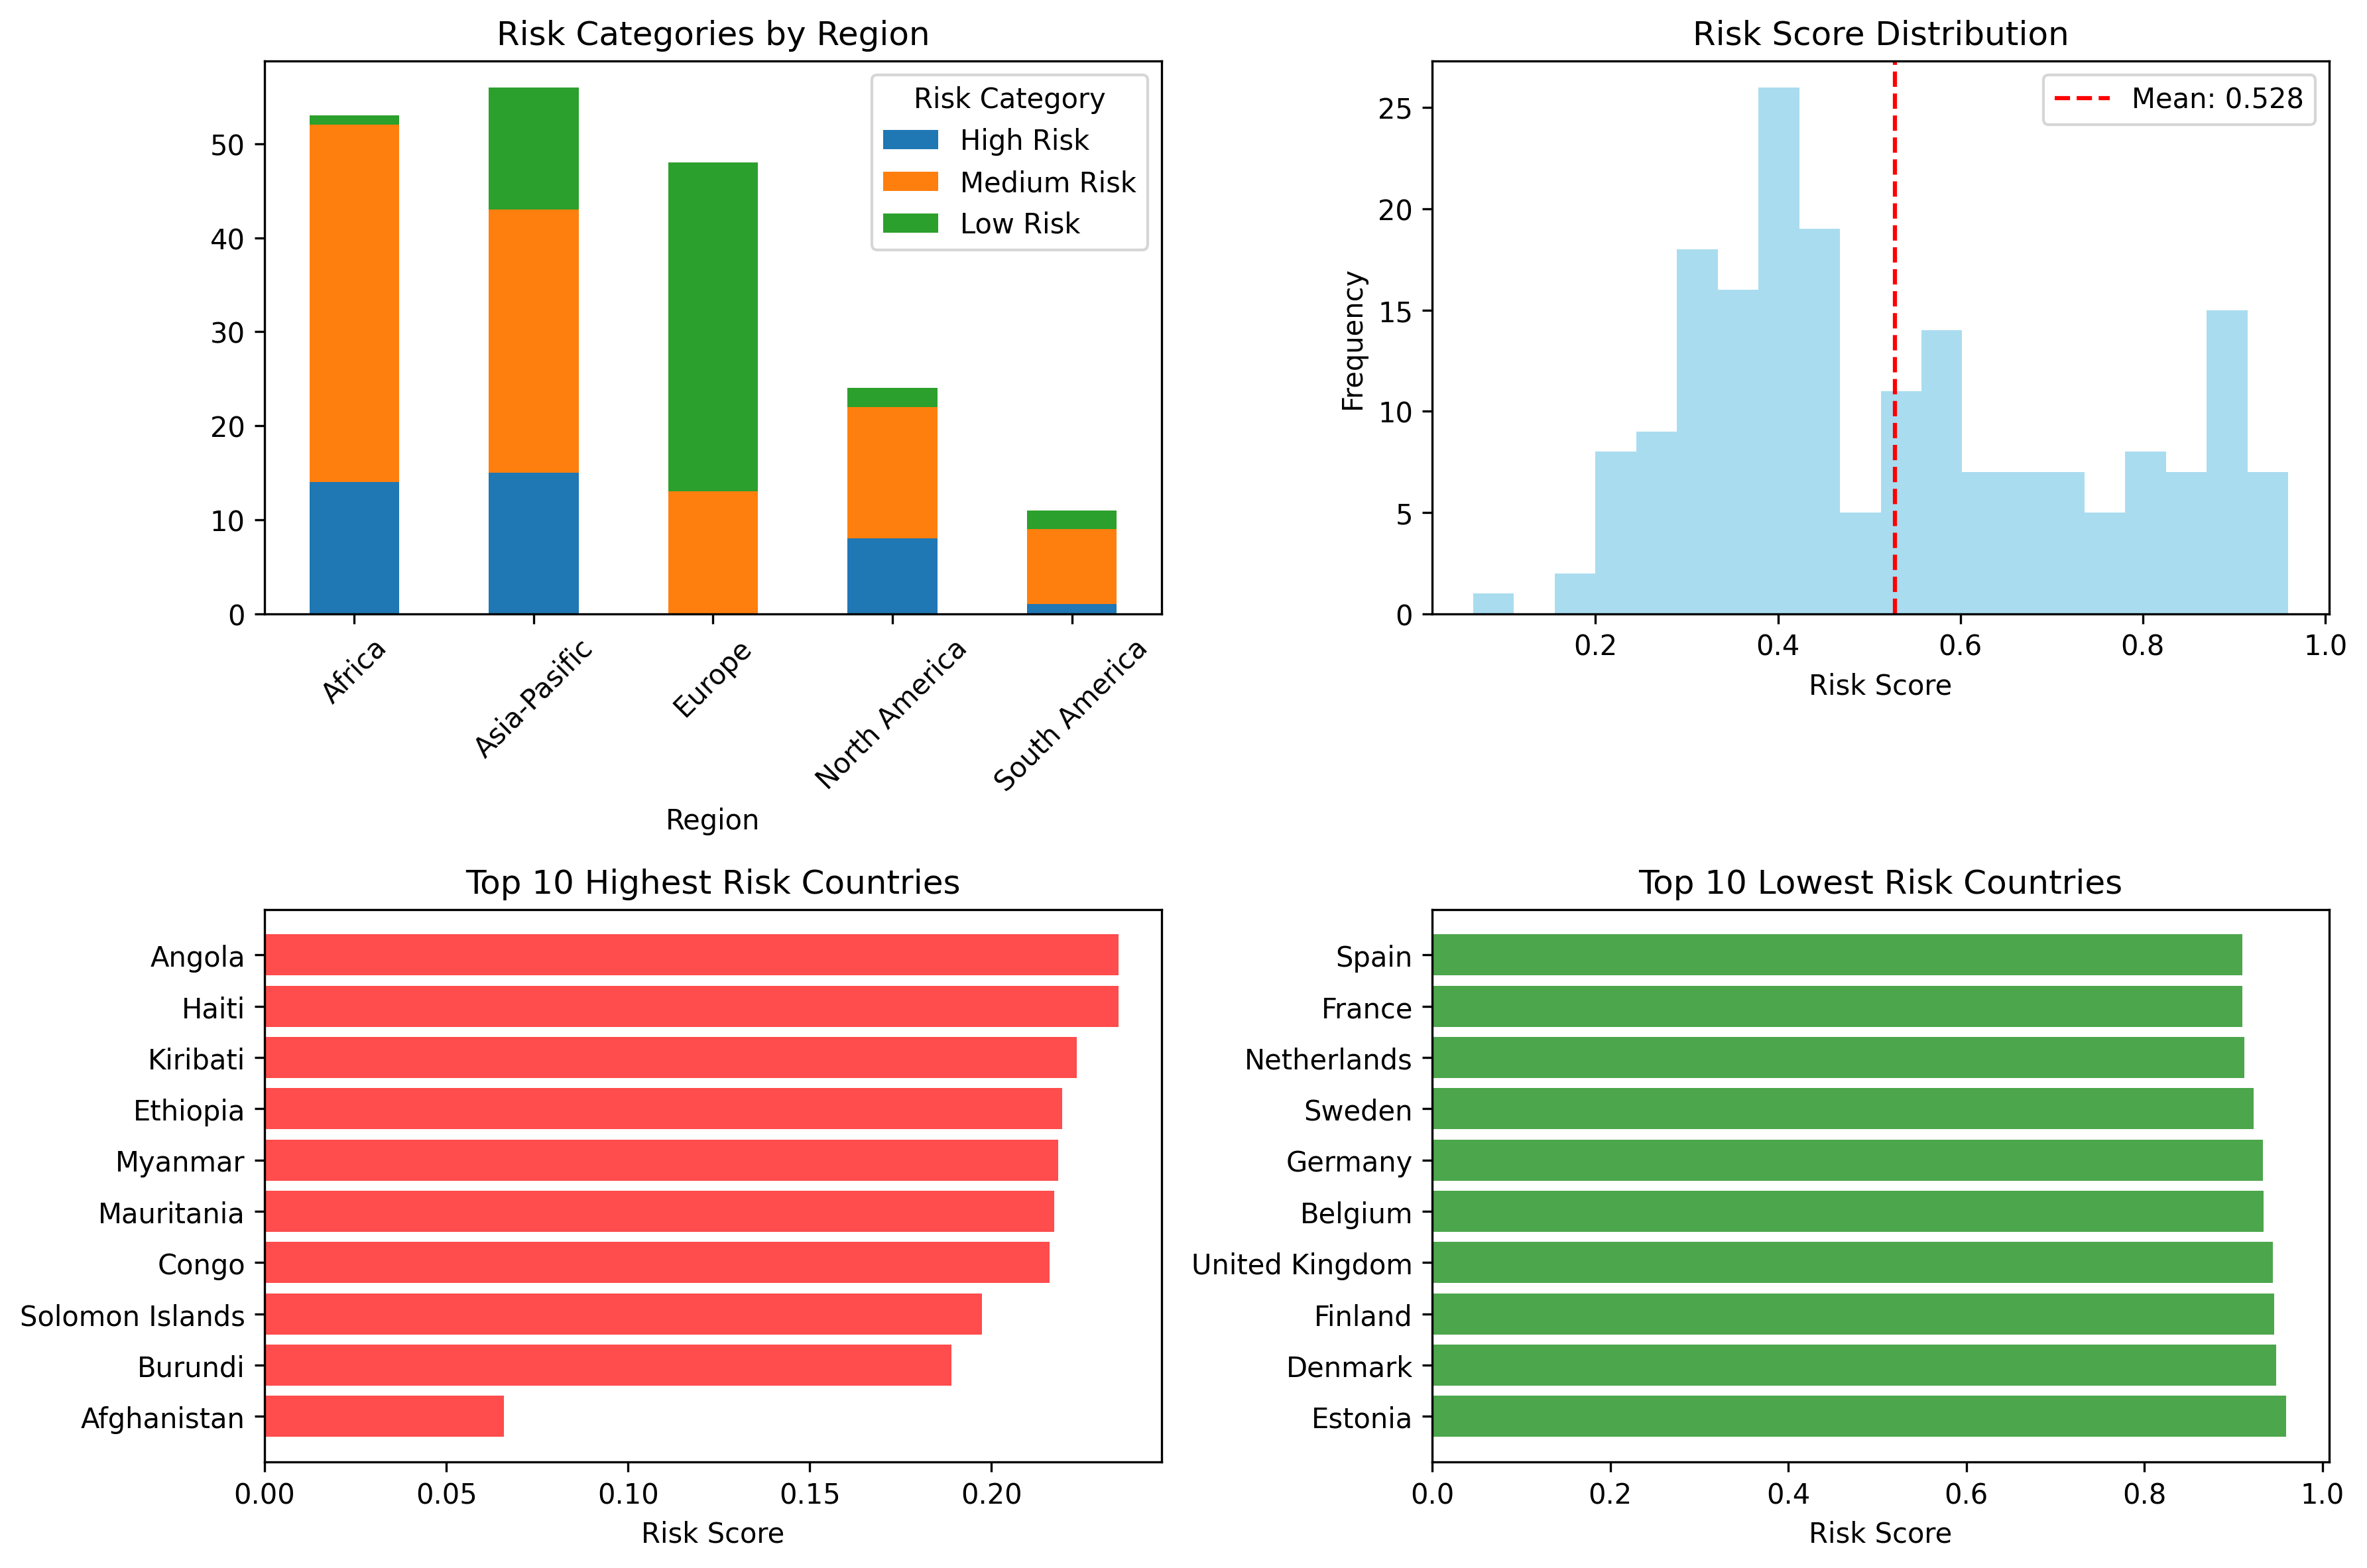 Risk Categories by Region
50
40
30
20
10
0
Risk Category
High Risk
Medium Risk
Low Risk
Africa
Asia-Pasific
Europe
North America
South America
Region
Risk Score Distribution
Frequency
25
20
15
10
5
0
Mean: 0.528
0.2 0.4 0.6 0.8 1.0
Risk Score
Top 10 Highest Risk Countries
Angola
Haiti
Kiribati
Ethiopia
Myanmar
Mauritania
Congo
Solomon Islands
Burundi
Afghanistan
0.00 0.05 0.10 0.15 0.20
Risk Score
Top 10 Lowest Risk Countries
Spain
France
Netherlands
Sweden
Germany
Belgium
United Kingdom
Finland
Denmark
Estonia
0.0 0.2 0.4 0.6 0.8 1.0
Risk Score